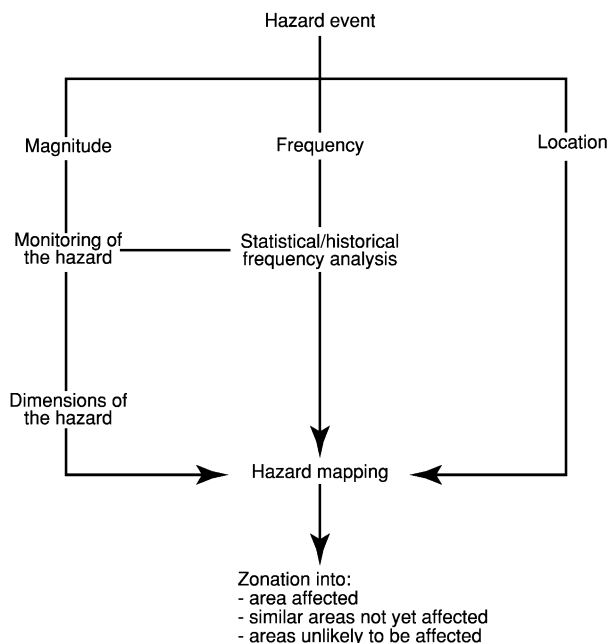 Hazard event
Magnitude
Frequency
Location
Monitoring of
the hazard
Statistical/historical
frequency analysis
Dimensions of
the hazard
Hazard mapping
Zonation into:
- area affected
- similar areas not yet affected
- areas unlikely to be affected